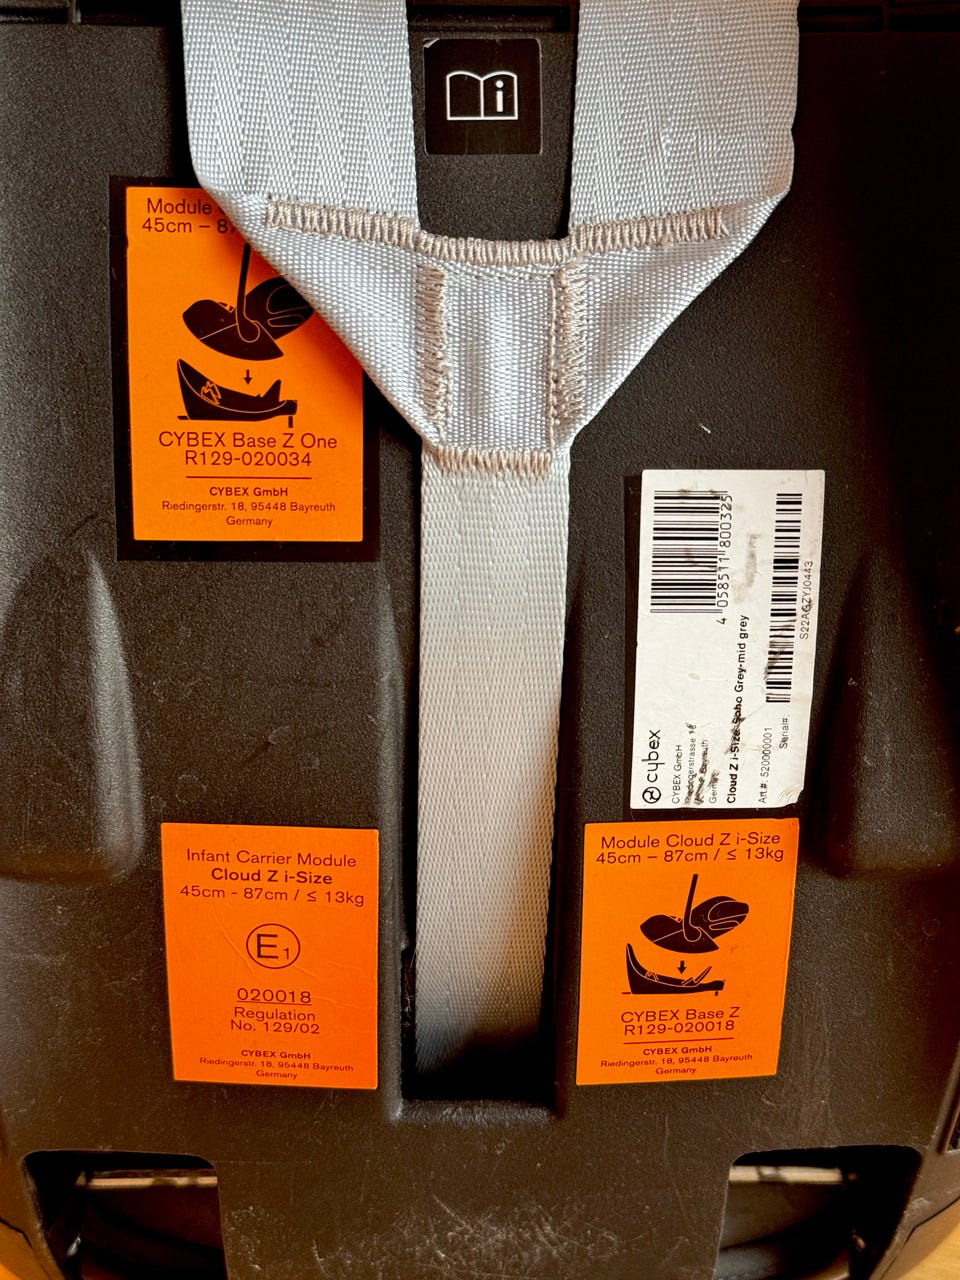 Module
45cm – 87
CYBEX Base Z One
R129-020034
CYBEX GmbH
Riedingerstr. 18, 95448 Bayreuth
Germany
4 058511 800325
S22AGZYJ0443
Serial#:
cybex
CYBEX GmbH
Cloud Z i-Size Soho Grey-mid grey
Art.#: 520000001
Infant Carrier Module
Cloud Z i-Size
45cm - 87cm / ≤ 13kg
E1
020018
Regulation
No. 129/02
CYBEX GmbH
Riedingerstr. 18, 95448 Bayreuth
Germany
Module Cloud Z i-Size
45cm – 87cm / ≤ 13kg
CYBEX Base Z
R129-020018
CYBEX GmbH
Riedingerstr. 18, 95448 Bayreuth
Germany